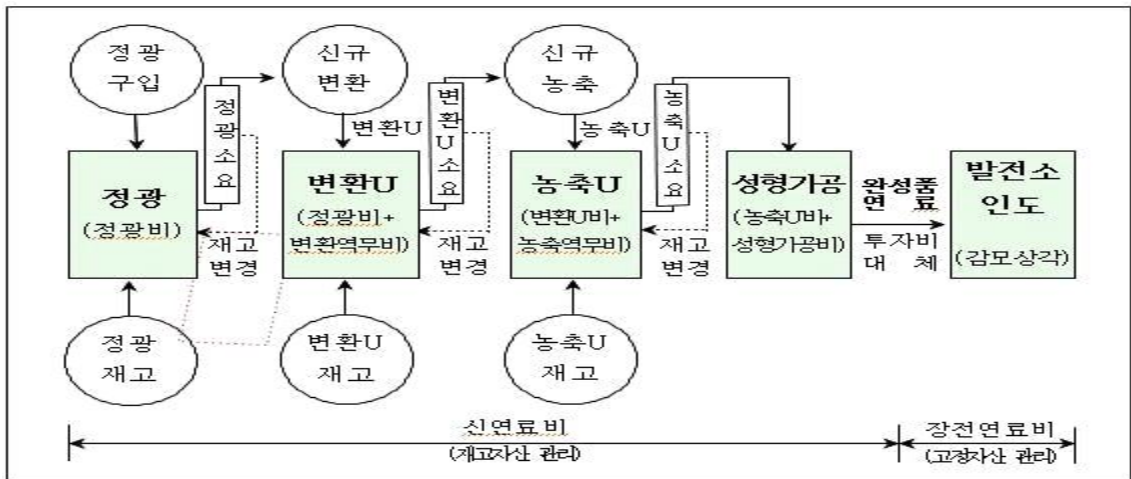 정광
구입
신규
변환
신규
농축
정광소요
변환U소요
농축U소요
변환U
농축U
정광
(정광비)
변환U
(정광비+
변환역무비)
농축U
(변환U비+
농축역무비)
성형가공
(농축U비+
성형가공비)
완성품
연료
투자비
대체
발전소
인도
(감모상각)
재고
변경
재고
변경
재고
변경
정광
재고
변환U
재고
농축U
재고
신연료비
(재고자산 관리)
장전연료비
(고정자산 관리)